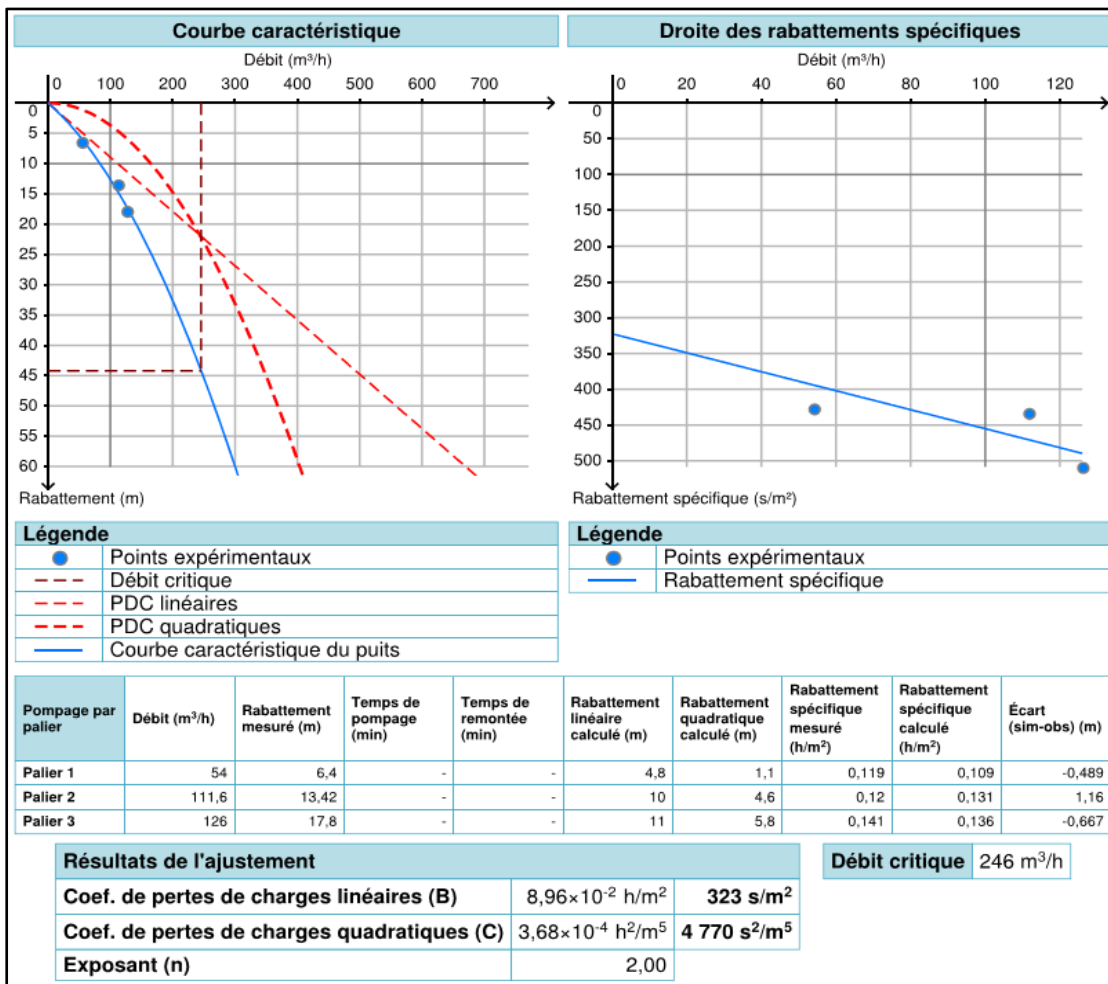 Courbe caractéristique
Débit (m³/h)
0 100 200 300 400 500 600 700
0
5
10
15
20
25
30
35
40
45
50
55
60
Rabattement (m)
Légende
Points expérimentaux
Débit critique
PDC linéaires
PDC quadratiques
Courbe caractéristique du puits
Droite des rabattements spécifiques
Débit (m³/h)
0 20 40 60 80 100 120
0
50
100
150
200
250
300
350
400
450
500
Rabattement spécifique (s/m²)
Légende
Points expérimentaux
Rabattement spécifique
Pompage par palier Débit (m³/h) Rabattement mesuré (m) Temps de pompage (min) Temps de remontée (min) Rabattement linéaire calculé (m) Rabattement quadratique calculé (m) Rabattement spécifique mesuré (h/m²) Rabattement spécifique calculé (h/m²) Écart (sim-obs) (m)
Palier 1 54 6,4 - - 4,8 1,1 0,119 0,109 -0,489
Palier 2 111,6 13,42 - - 10 4,6 0,12 0,131 1,16
Palier 3 126 17,8 - - 11 5,8 0,141 0,136 -0,667
Résultats de l'ajustement
Coef. de pertes de charges linéaires (B) 8,96×10⁻² h/m² 323 s/m²
Coef. de pertes de charges quadratiques (C) 3,68×10⁻⁴ h²/m⁵ 4 770 s²/m⁵
Exposant (n) 2,00
Débit critique 246 m³/h